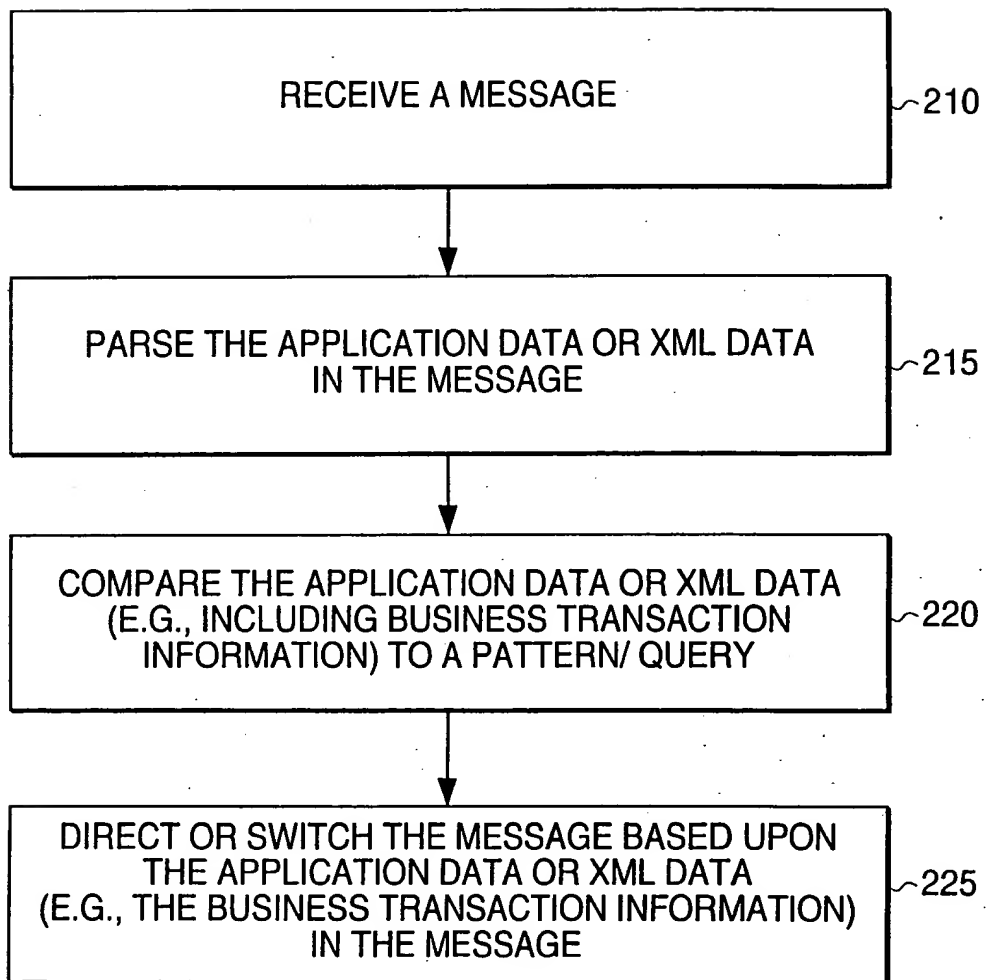 RECEIVE A MESSAGE
210
PARSE THE APPLICATION DATA OR XML DATA
IN THE MESSAGE
215
COMPARE THE APPLICATION DATA OR XML DATA
(E.G., INCLUDING BUSINESS TRANSACTION
INFORMATION) TO A PATTERN/ QUERY
220
DIRECT OR SWITCH THE MESSAGE BASED UPON
THE APPLICATION DATA OR XML DATA
(E.G., THE BUSINESS TRANSACTION INFORMATION)
IN THE MESSAGE
225